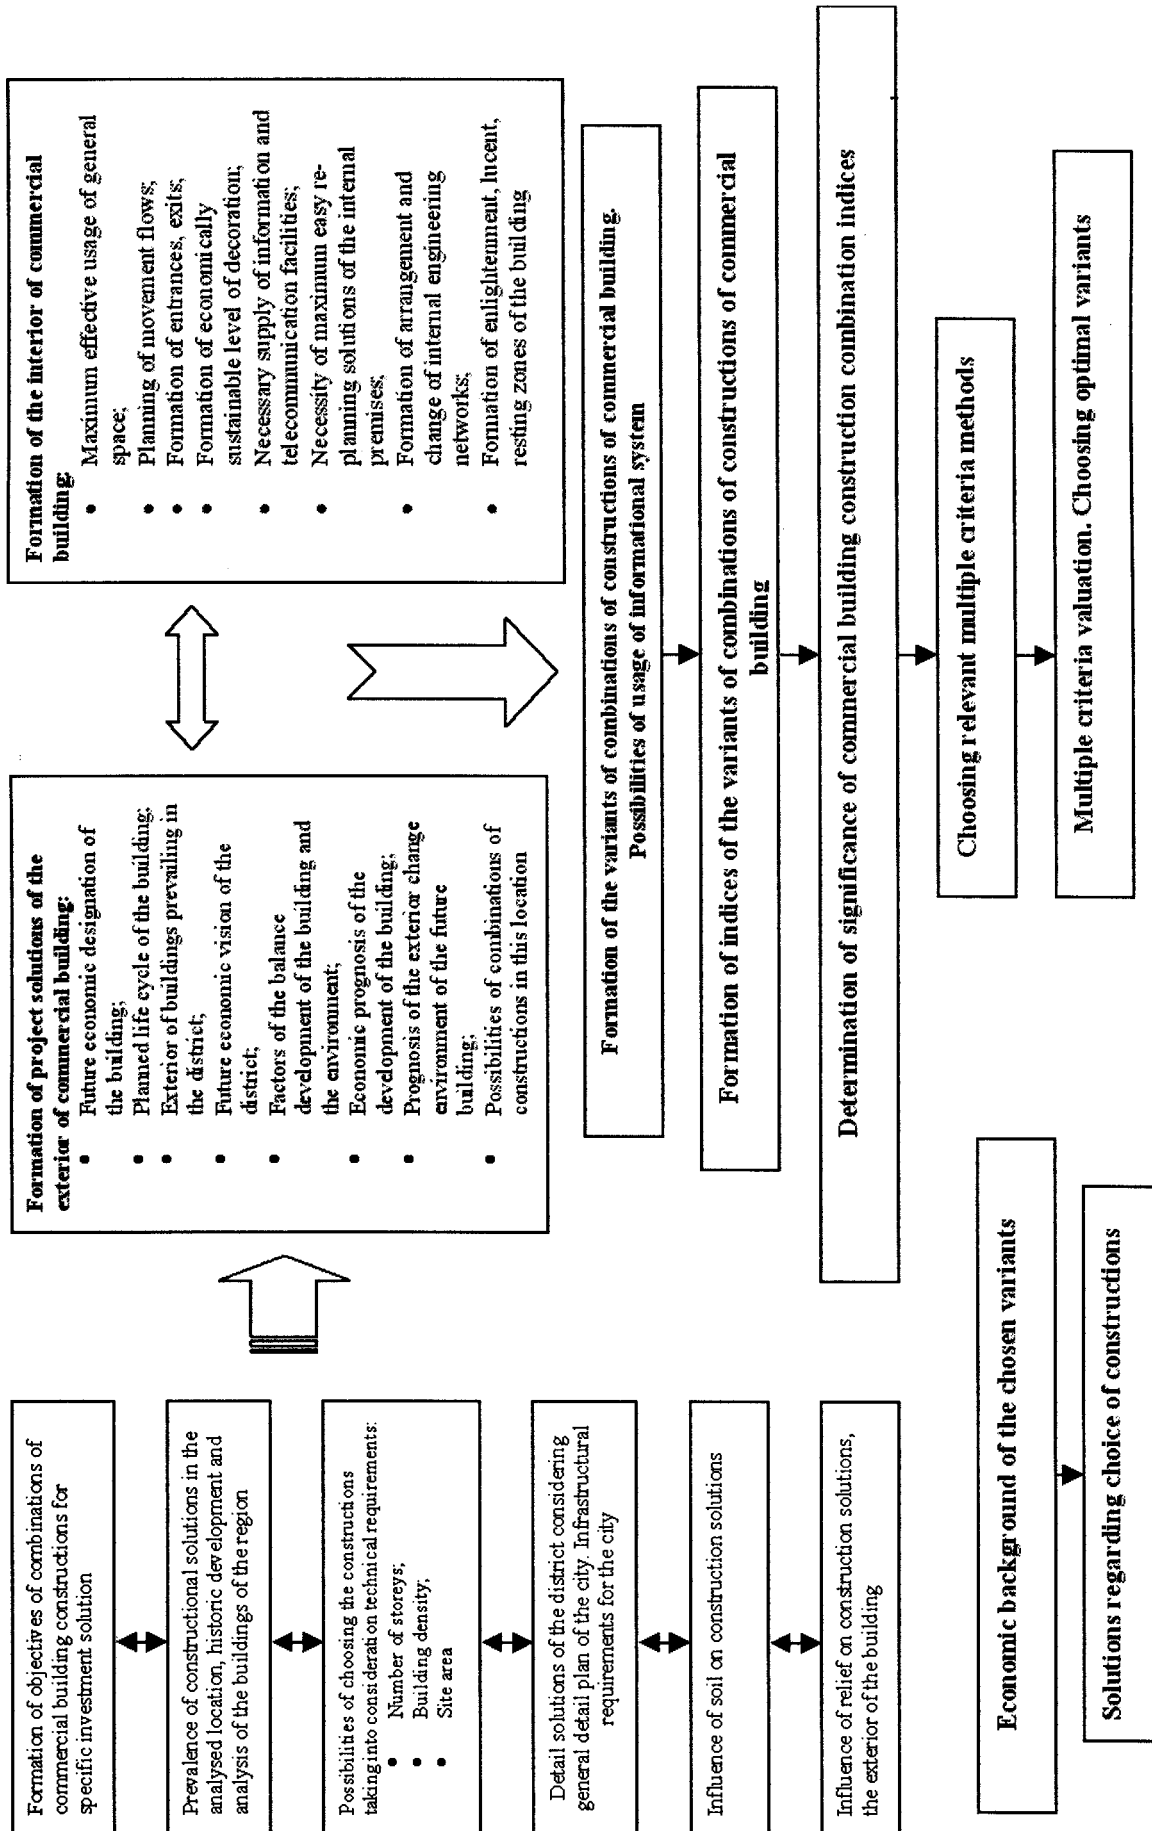 Formation of objectives of combinations of
commercial building constructions for
specific investment solution
Prevalence of constructional solutions in the
analysed location, historic development and
analysis of the buildings of the region
Possibilities of choosing the construction
taking into consideration technical requirements:
• Number of storeys;
• Building density;
• Site area
Detail solutions of the district considering
general detail plan of the city. Infrastructural
requirements for the city
Influence of soil on construction solutions
Influence of relief on construction solutions,
the exterior of the building
Formation of project solutions of the
exterior of commercial building:
• Future economic designation of
the building;
• Planned life cycle of the building;
• Exterior of buildings prevailing in
the district;
• Future economic vision of the
district;
• Factors of the balance
development of the building and
the environment;
• Economic prognosis of the
development of the building;
• Prognosis of the exterior change
environment of the future
building;
• Possibilities of combinations of
constructions in this location
Formation of the interior of commercial
building:
• Maximum effective usage of general
space;
• Planning of movement flows;
• Formation of entrances, exits;
• Formation of economically
sustainable level of decoration;
• Necessary supply of information and
telecommunication facilities;
• Necessity of maximum easy re-
planning solutions of the internal
premises;
• Formation of arrangement and
change of internal engineering
networks;
• Formation of enlightenment, lucent,
resting zones of the building
Formation of the variants of combinations of constructions of commercial building.
Possibilities of usage of informational system
Formation of indices of the variants of combinations of constructions of commercial
building
Determination of significance of commercial building construction combination indices
Choosing relevant multiple criteria methods
Multiple criteria valuation. Choosing optimal variants
Economic background of the chosen variants
Solutions regarding choice of constructions